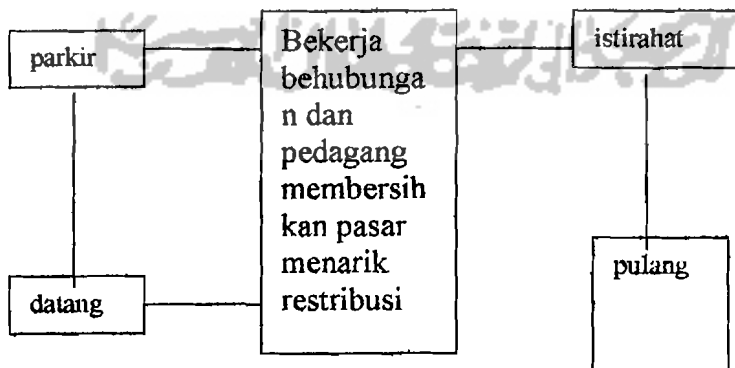 parkir
Bekerja
behubunga
n dan
pedagang
membersih
kan pasar
menarik
restribusi
istirahat
datang
pulang